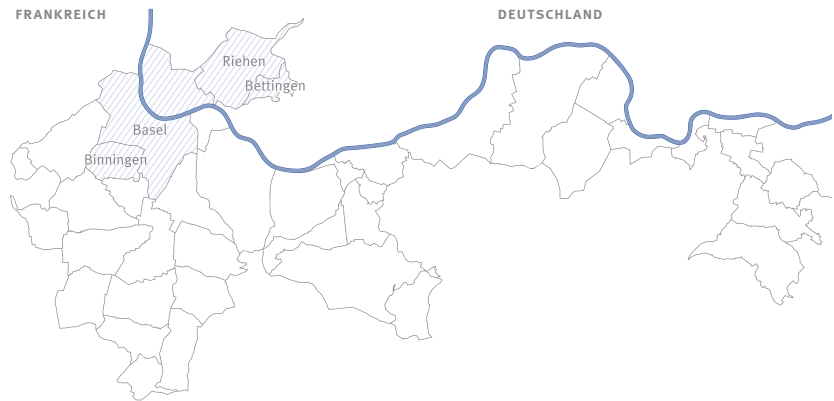 FRANKREICH
DEUTSCHLAND
Riehen
Bettingen
Basel
Binningen